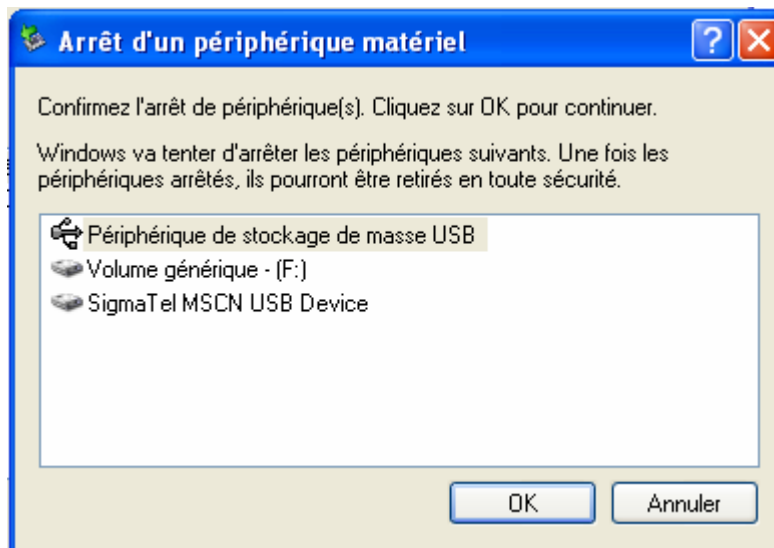 Arrêt d'un périphérique matériel
Confirmez l'arrêt de périphérique(s). Cliquez sur OK pour continuer.
Windows va tenter d'arrêter les périphériques suivants. Une fois les
périphériques arrêtés, ils pourront être retirés en toute sécurité.
Périphérique de stockage de masse USB
Volume générique - (F:)
SigmaTel MSCN USB Device
OK
Annuler